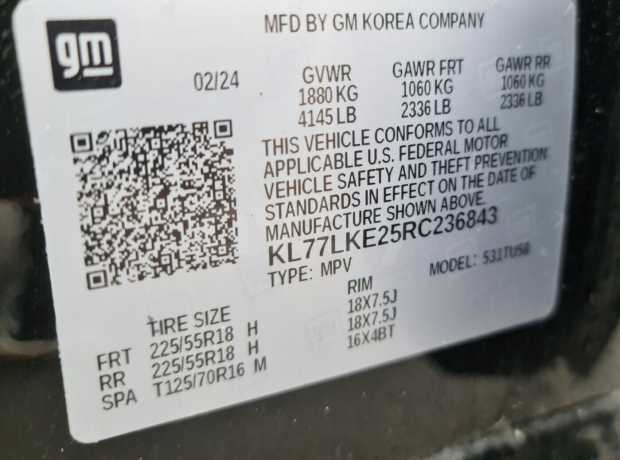 gm
MFD BY GM KOREA COMPANY
02/24 GVWR GAWR FRT GAWR RR
1880 KG 1060 KG 1060 KG
4145 LB 2336 LB 2336 LB
THIS VEHICLE CONFORMS TO ALL
APPLICABLE U.S. FEDERAL MOTOR
VEHICLE SAFETY AND THEFT PREVENTION
STANDARDS IN EFFECT ON THE DATE OF
MANUFACTURE SHOWN ABOVE.
KL77LKE25RC236843
TYPE: MPV MODEL: 531TU58
TIRE SIZE RIM
FRT 225/55R18 H 18X7.5J
RR 225/55R18 H 18X7.5J
SPA T125/70R16 M 16X4BT